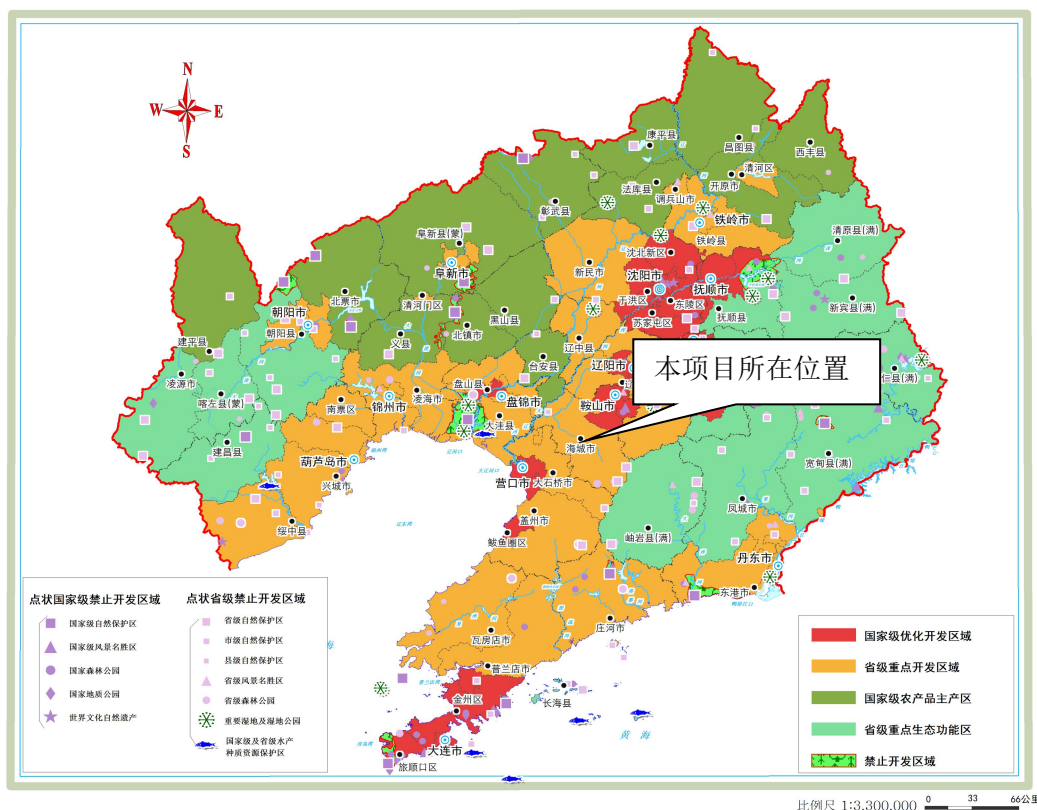 N
W
E
S
康平县
昌图县
西丰县
清河区
开原市
法库县
调兵山市
彰武县
铁岭市
铁岭县
清原县(满)
阜新县(蒙)
沈北新区
阜新市
新民市
沈阳市
抚顺市
于洪区
东陵区
新宾县(满)
北票市
清河门区
苏家屯区
抚顺县
朝阳市
黑山县
朝阳县
义县
北镇市
辽中县
建平县
台安县
辽阳市
本项目所在位置
凌源市
盘山县
仁县(满)
喀左县(蒙)
凌海市
盘锦市
鞍山市
南票区
锦州市
大洼县
建昌县
海城市
葫芦岛市
宽甸县(满)
兴城市
营口市
大石桥市
凤城市
绥中县
盖州市
鲅鱼圈区
岫岩县(满)
丹东市
东港市
庄河市
瓦房店市
普兰店市
金州区
长海县
黄海
大连市
旅顺口区
点状国家级禁止开发区域
国家级自然保护区
国家级风景名胜区
国家森林公园
国家地质公园
世界文化自然遗产
点状省级禁止开发区域
省级自然保护区
市级自然保护区
县级自然保护区
省级风景名胜区
省级森林公园
重要湿地及湿地公园
国家级及省级水产
种质资源保护区
海
国家级优化开发区域
省级重点开发区域
国家级农产品主产区
省级重点生态功能区
禁止开发区域
比例尺 1:3,300,000
0 33 66公里